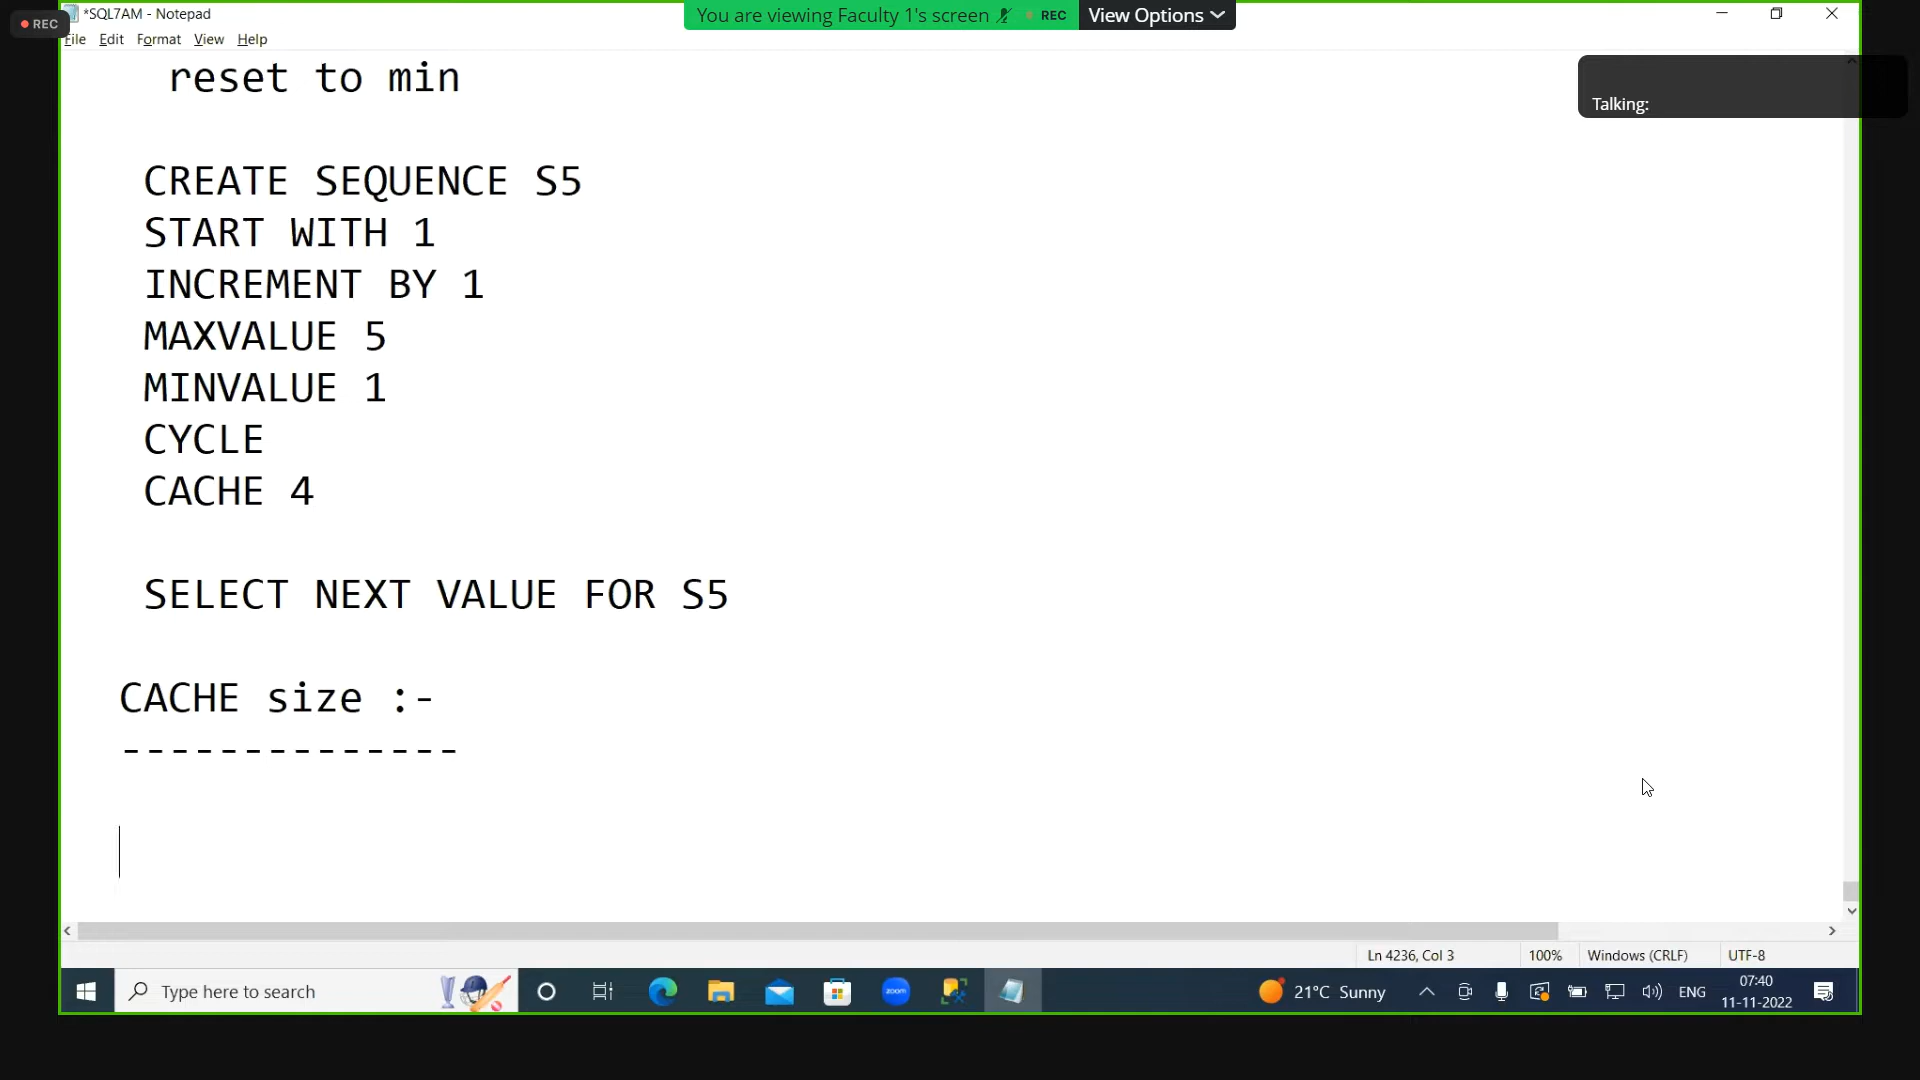 REC
*SQL7AM - Notepad
You are viewing Faculty 1's screen
REC
View Options
File Edit Format View Help
Talking:
reset to min
CREATE SEQUENCE S5
START WITH 1
INCREMENT BY 1
MAXVALUE 5
MINVALUE 1
CYCLE
CACHE 4
SELECT NEXT VALUE FOR S5
CACHE size :-
--------------
Ln 4236, Col 3
100%
Windows (CRLF)
UTF-8
Type here to search
zoom
21°C Sunny
ENG
07:40
11-11-2022